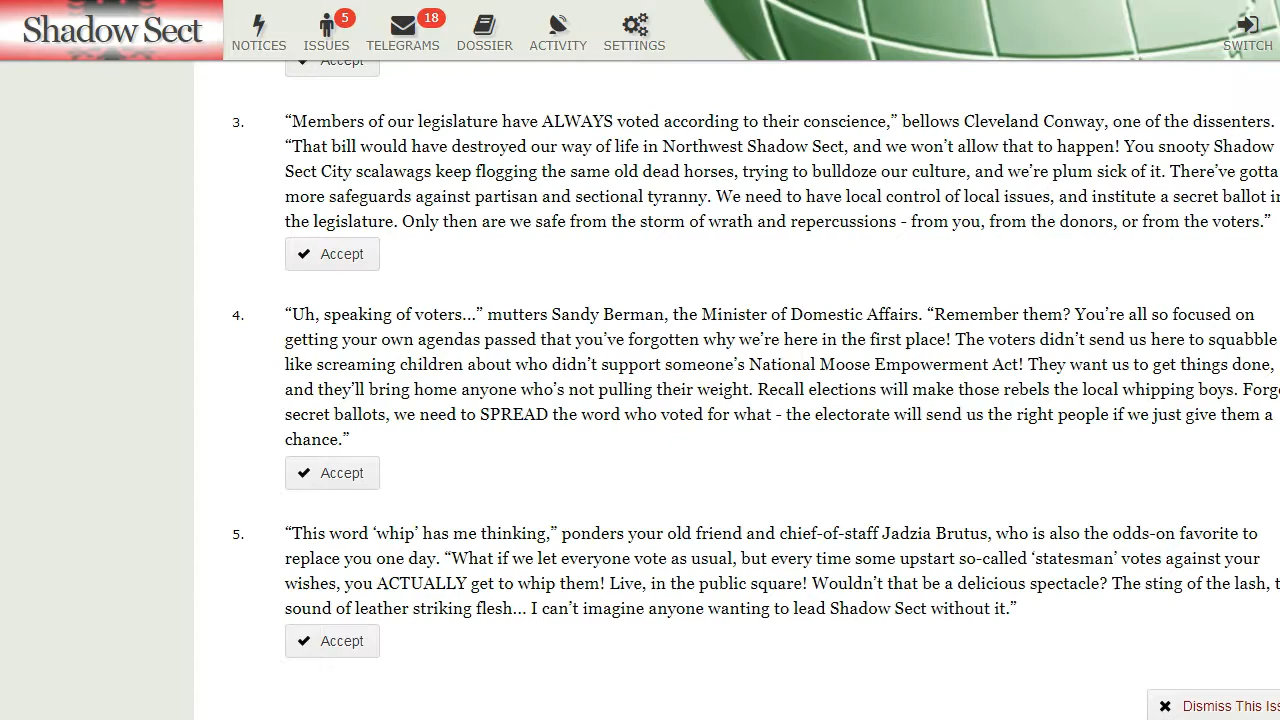 Shadow Sect
NOTICES
5
ISSUES
18
TELEGRAMS
DOSSIER
ACTIVITY
SETTINGS
SWITCH
Accept
3.
“Members of our legislature have ALWAYS voted according to their conscience,” bellows Cleveland Conway, one of the dissenters.
“That bill would have destroyed our way of life in Northwest Shadow Sect, and we won’t allow that to happen! You snooty Shadow
Sect City scalawags keep flogging the same old dead horses, trying to bulldoze our culture, and we’re plum sick of it. There’ve gotta
more safeguards against partisan and sectional tyranny. We need to have local control of local issues, and institute a secret ballot in
the legislature. Only then are we safe from the storm of wrath and repercussions - from you, from the donors, or from the voters.”
Accept
4.
“Uh, speaking of voters...” mutters Sandy Berman, the Minister of Domestic Affairs. “Remember them? You’re all so focused on
getting your own agendas passed that you’ve forgotten why we’re here in the first place! The voters didn’t send us here to squabble
like screaming children about who didn’t support someone’s National Moose Empowerment Act! They want us to get things done,
and they’ll bring home anyone who’s not pulling their weight. Recall elections will make those rebels the local whipping boys.
secret ballots, we need to SPREAD the word who voted for what - the electorate will send us the right people if we just give them a
chance.”
Accept
5.
“This word ‘whip’ has me thinking,” ponders your old friend and chief-of-staff Jadzia Brutus, who is also the odds-on favorite to
replace you one day. “What if we let everyone vote as usual, but every time some upstart so-called ‘statesman’ votes against your
wishes, you ACTUALLY get to whip them! Live, in the public square! Wouldn’t that be a delicious spectacle? The sting of the lash,
sound of leather striking flesh... I can’t imagine anyone wanting to lead Shadow Sect without it.”
Accept
Dismiss This